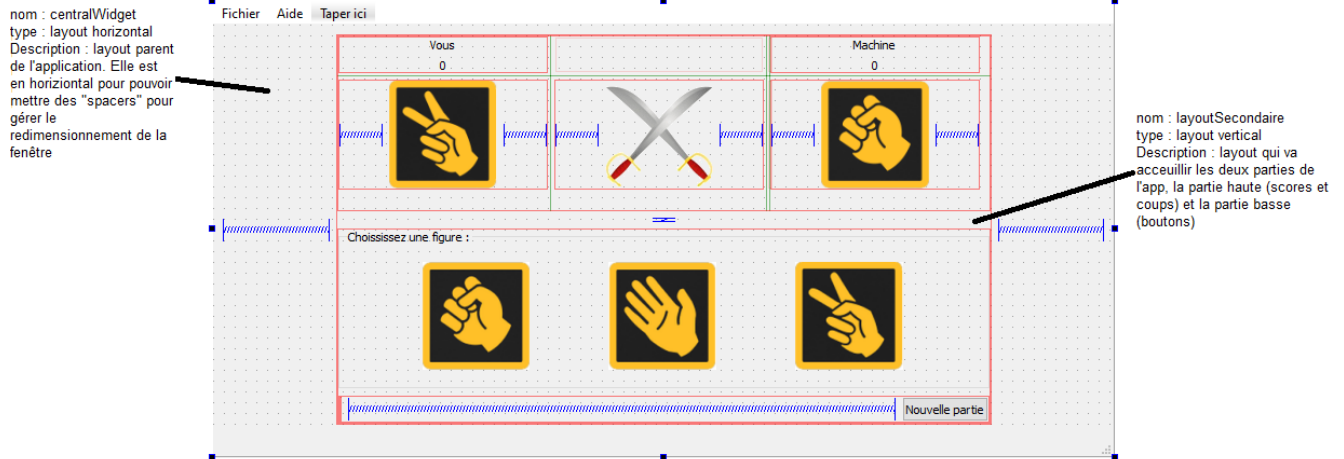 nom : centralWidget
type : layout horizontal
Description : layout parent
de l'application. Elle est
en horiziontal pour pouvoir
mettre des "spacers" pour
gérer le
redimensionnement de la
fenêtre
Fichier Aide Taper ici
Vous Machine
0 0
Choississez une figure :
Nouvelle partie
nom : layoutSecondaire
type : layout vertical
Description : layout qui va
acceuillir les deux parties de
l'app, la partie haute (scores et
coups) et la partie basse
(boutons)